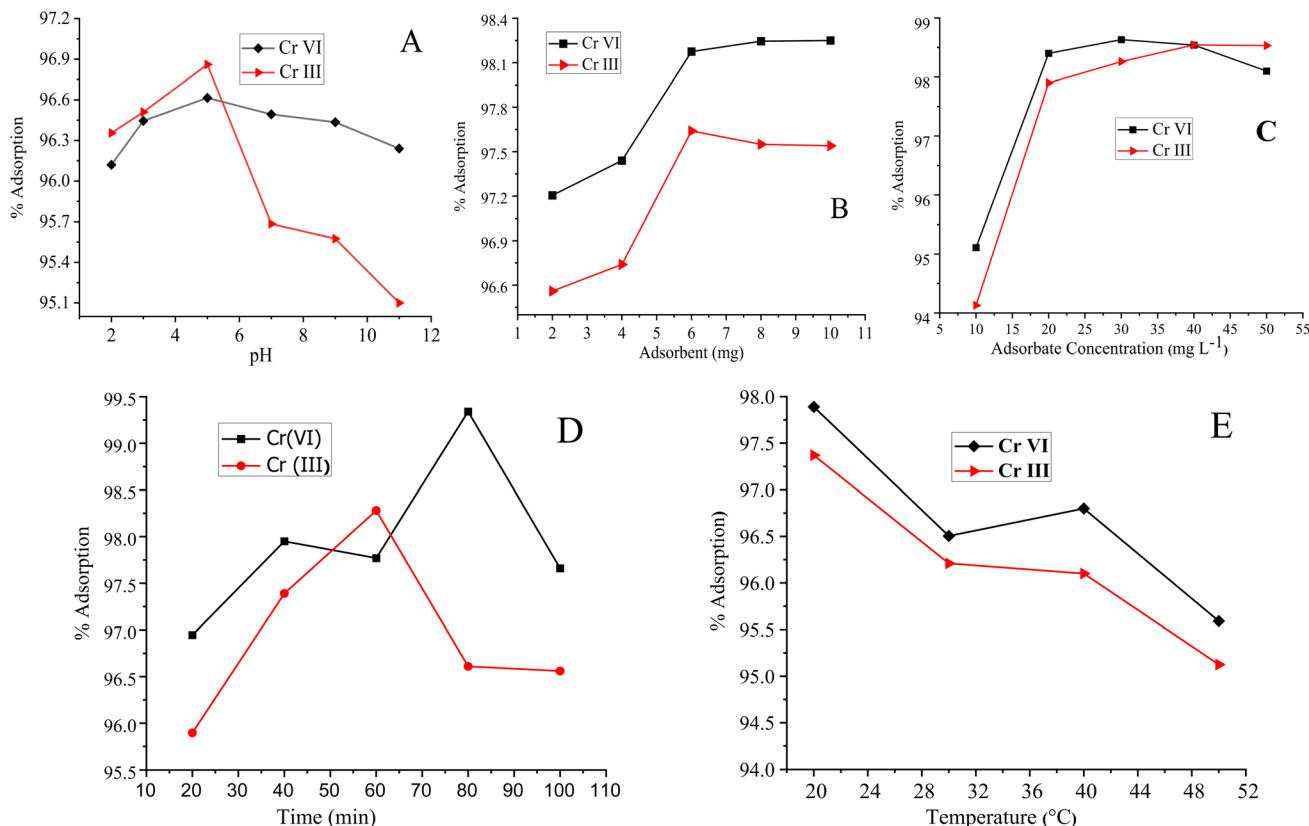 A
Cr VI
Cr III
97.2
96.9
96.6
96.3
96.0
95.7
95.4
95.1
% Adsorption
2 4 6 8 10 12
pH
B
Cr VI
Cr III
98.4
98.1
97.8
97.5
97.2
96.9
96.6
% Adsorption
1 2 3 4 5 6 7 8 9 10 11
Adsorbent (mg)
C
Cr VI
Cr III
99
98
97
96
95
94
% Adsorption
5 10 15 20 25 30 35 40 45 50 55
Adsorbate Concentration (mg L⁻¹)
D
Cr(VI)
Cr (III)
99.5
99.0
98.5
98.0
97.5
97.0
96.5
96.0
95.5
% Adsorption
10 20 30 40 50 60 70 80 90 100 110
Time (min)
E
Cr VI
Cr III
98.0
97.5
97.0
96.5
96.0
95.5
95.0
94.5
94.0
% Adsorption)
20 24 28 32 36 40 44 48 52
Temperature (°C)